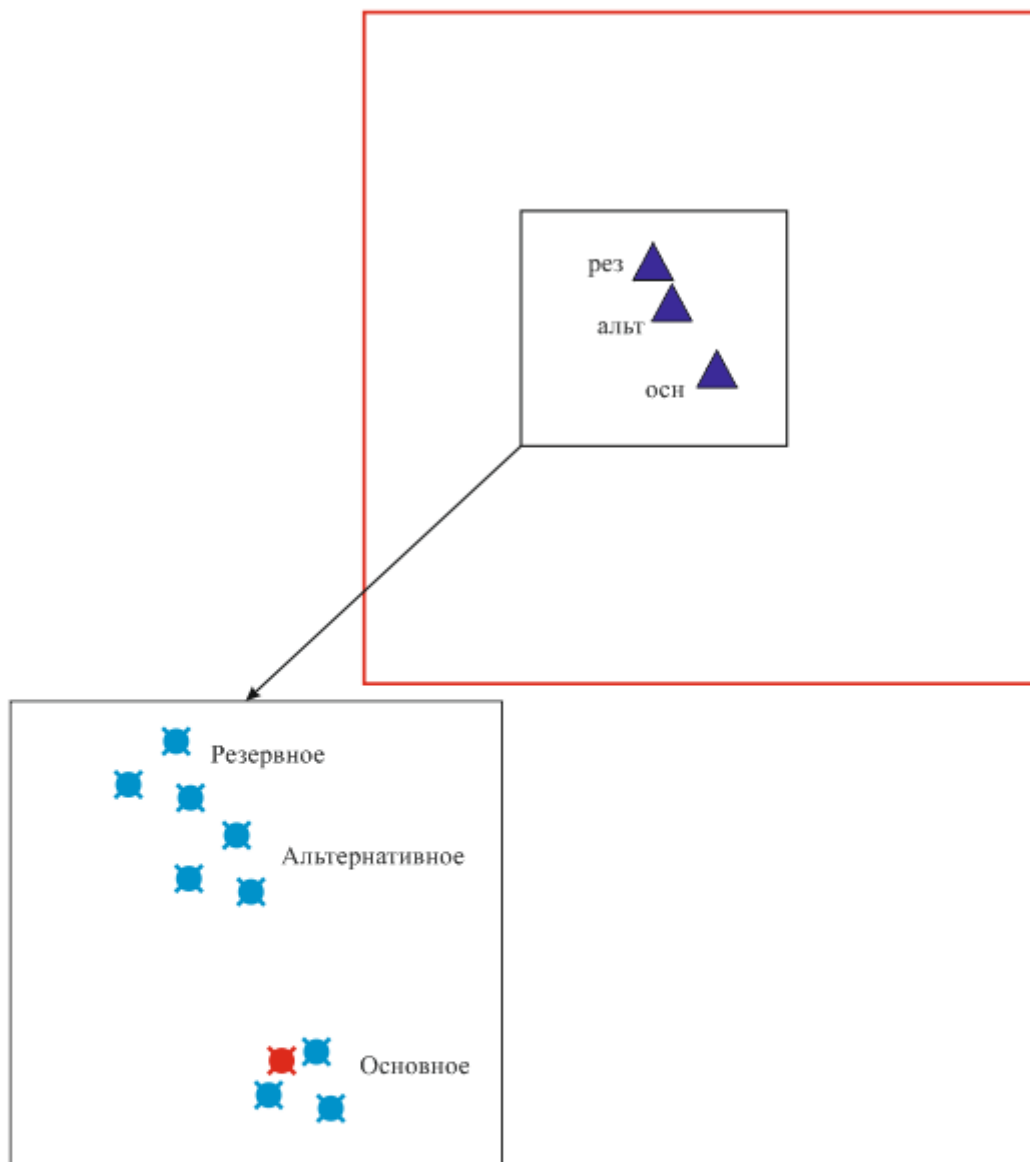 рез
альт
осн
Резервное
Альтернативное
Основное